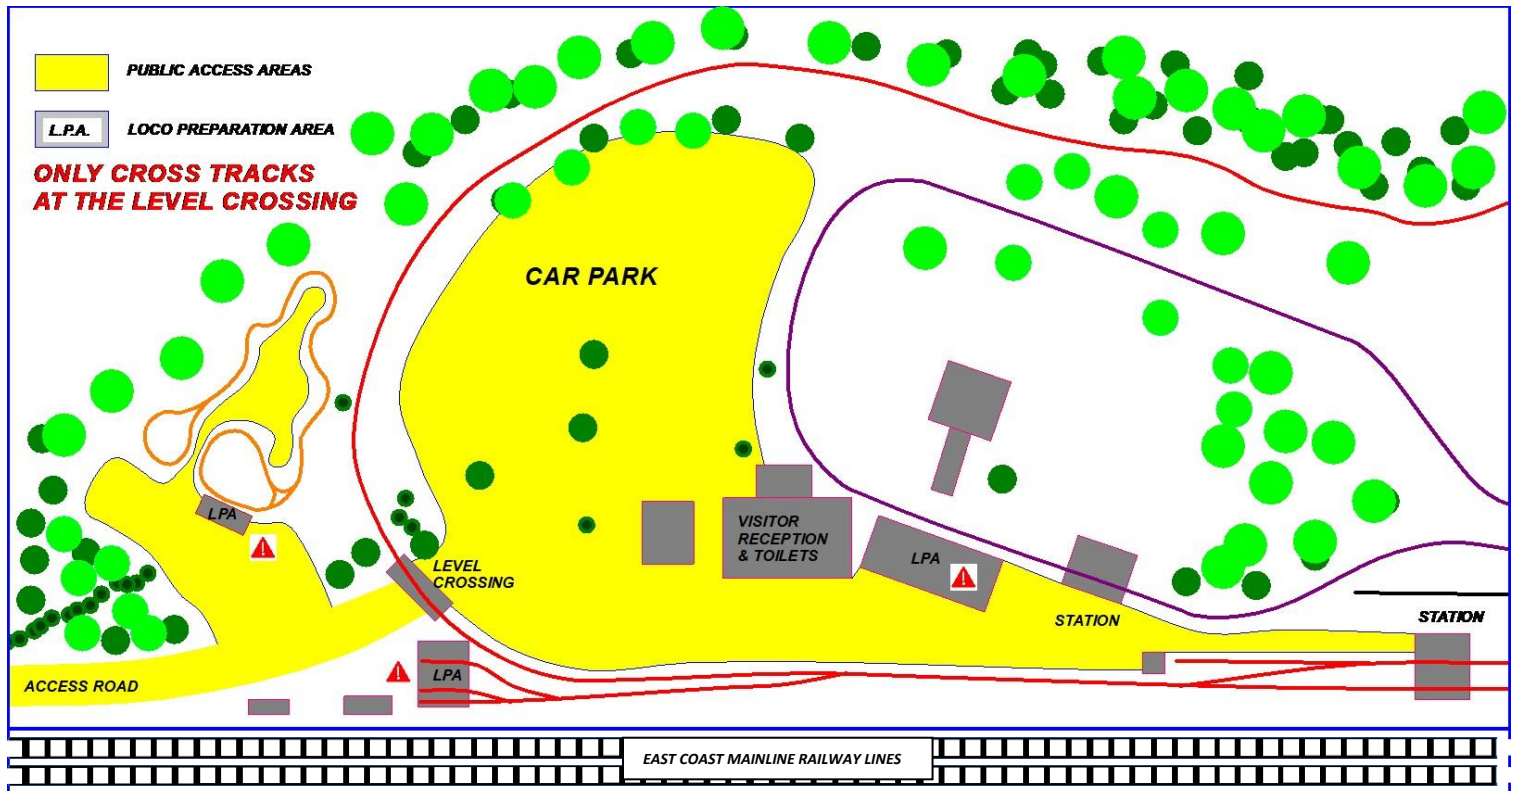 PUBLIC ACCESS AREAS
L.P.A.
LOCO PREPARATION AREA
ONLY CROSS TRACKS
AT THE LEVEL CROSSING
CAR PARK
LPA
VISITOR
RECEPTION
& TOILETS
LPA
LEVEL
CROSSING
STATION
STATION
LPA
ACCESS ROAD
EAST COAST MAINLINE RAILWAY LINES